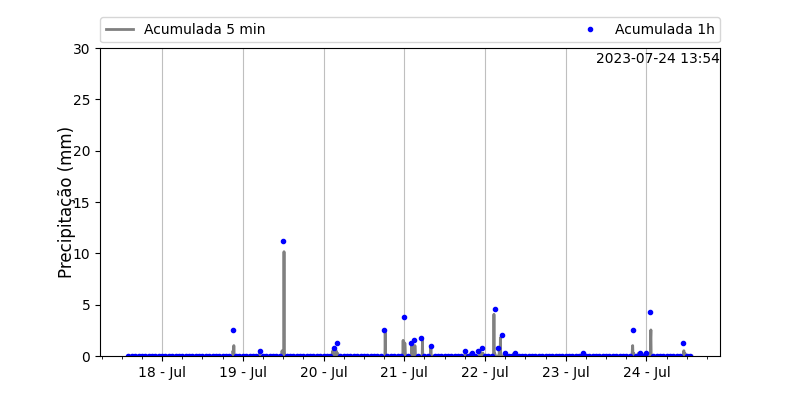 Acumulada 5 min
Acumulada 1h
2023-07-24 13:54
Precipitação (mm)
30
25
20
15
10
5
0
18 - Jul
19 - Jul
20 - Jul
21 - Jul
22 - Jul
23 - Jul
24 - Jul